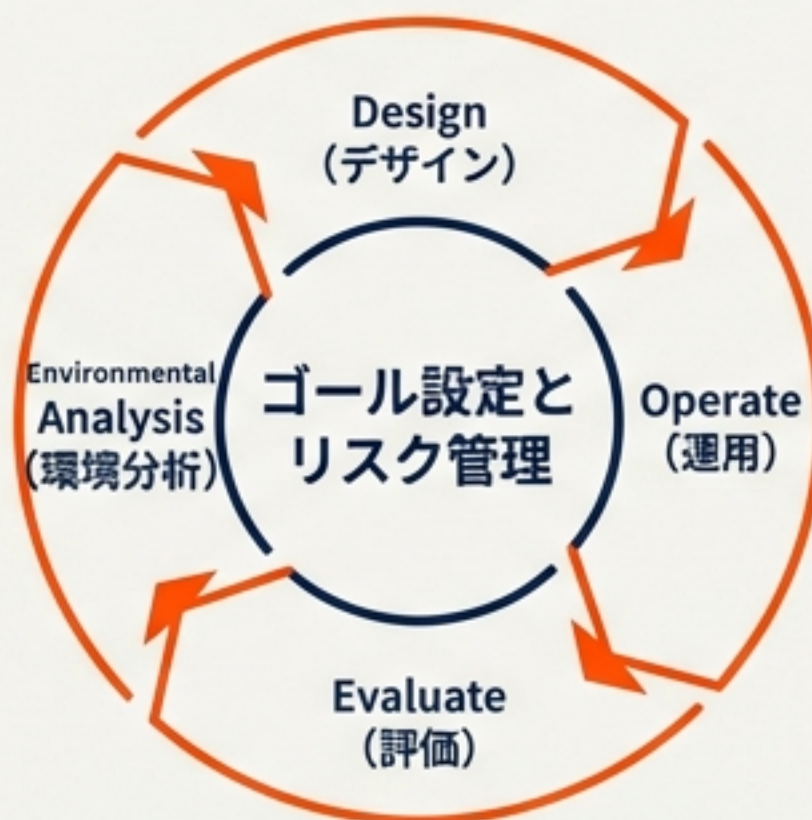 Design
（デザイン）
Environmental
Analysis
（環境分析）
ゴール設定と
リスク管理
Operate
（運用）
Evaluate
（評価）